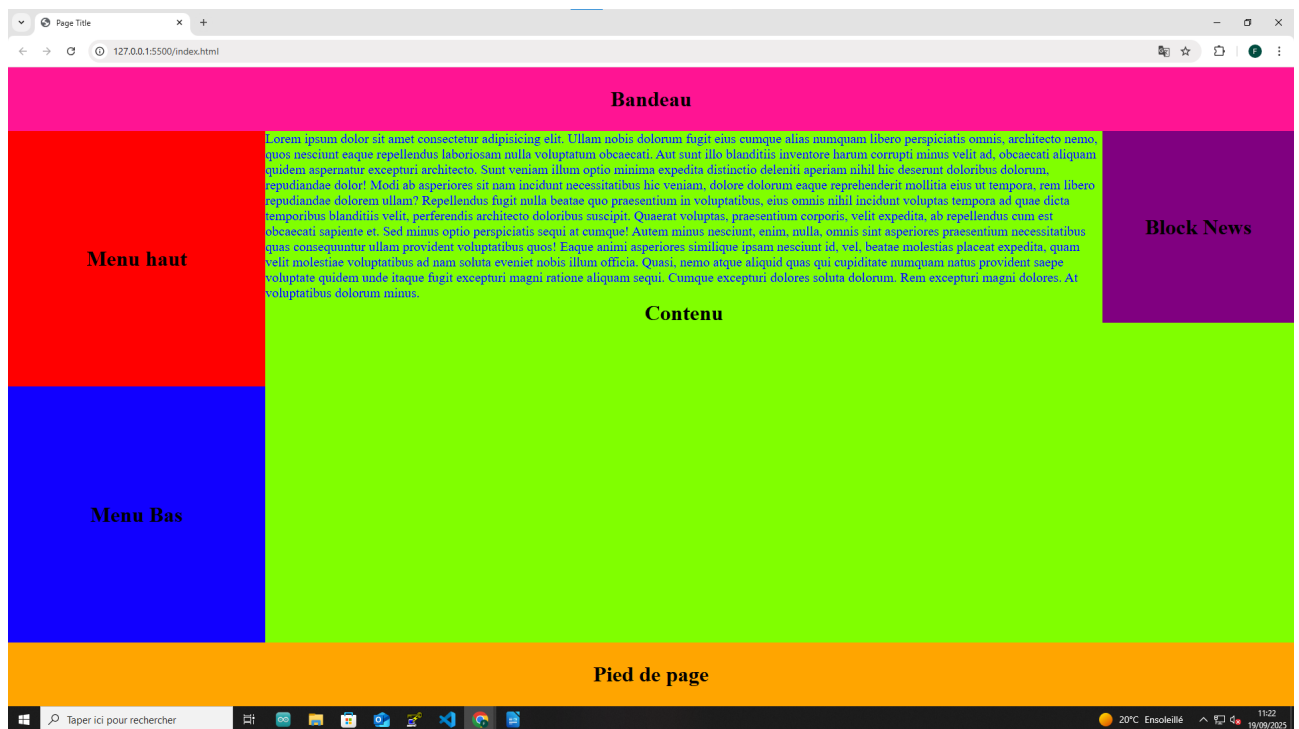 Page Title
127.0.0.1:5500/index.html
F
Bandeau
Menu haut
Menu Bas
Lorem ipsum dolor sit amet consectetur adipisicing elit. Ullam nobis dolorum fugit eius cumque alias numquam libero perspiciatis omnis, architecto nemo,
quos nesciunt eaque repellendus laboriosam nulla voluptatum obcaecati. Aut sunt illo blanditiis inventore harum corrupti minus velit ad, obcaecati aliquam
quidem aspernatur excepturi architecto. Sunt veniam illum optio minima expedita distinctio deleniti aperiam nihil hic deserunt doloribus dolorum,
repudiandae dolor! Modi ab asperiores sit nam incidunt necessitatibus hic veniam, dolore dolorum eaque reprehenderit mollitia eius ut tempora, rem libero
repudiandae dolorem ullam? Repellendus fugit nulla beatae quo praesentium in voluptatibus, eius omnis nihil incidunt voluptas tempora ad quae dicta
temporibus blanditiis velit, perferendis architecto doloribus suscipit. Quaerat voluptas, praesentium corporis, velit expedita, ab repellendus cum est
obcaecati sapiente et. Sed minus optio perspiciatis sequi at cumque! Autem minus nesciunt, enim, nulla, omnis sint asperiores praesentium necessitatibus
quas consequuntur ullam provident voluptatibus quos! Eaque animi asperiores similique ipsam nesciunt id, vel, beatae molestias placeat expedita, quam
velit molestiae voluptatibus ad nam soluta eveniet nobis illum officia. Quasi, nemo atque aliquid quas qui cupiditate numquam natus provident saepe
voluptate quidem unde itaque fugit excepturi magni ratione aliquam sequi. Cumque excepturi dolores soluta dolorum. Rem excepturi magni dolores. At
voluptatibus dolorum minus.
Contenu
Block News
Pied de page
Taper ici pour rechercher
20°C Ensoleillé
11:22
19/09/2025